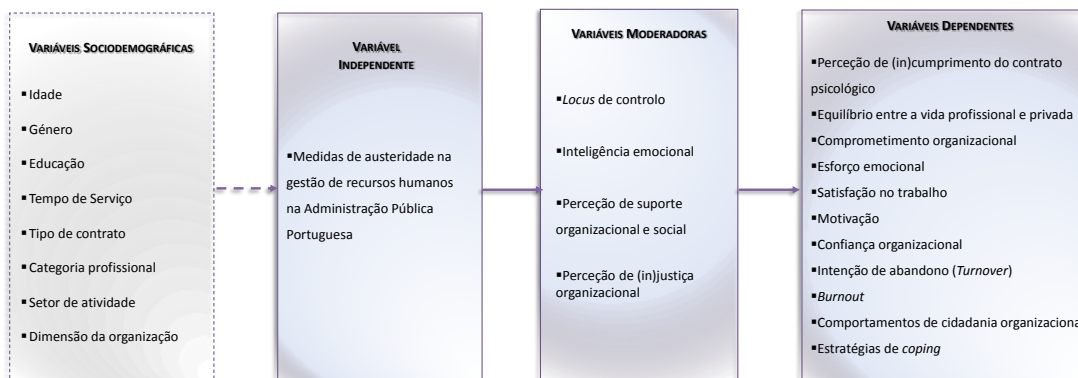 VARIÁVEIS SOCIODEMOGRÁFICAS
▪Idade
▪Género
▪Educação
▪Tempo de Serviço
▪Tipo de contrato
▪Categoria profissional
▪Setor de atividade
▪Dimensão da organização
VARIÁVEL
INDEPENDENTE
▪Medidas de austeridade na
gestão de recursos humanos
na Administração Pública
Portuguesa
VARIÁVEIS MODERADORAS
▪Locus de controlo
▪Inteligência emocional
▪Perceção de suporte
organizacional e social
▪Perceção de (in)justiça
organizacional
VARIÁVEIS DEPENDENTES
▪Perceção de (in)cumprimento do contrato
psicológico
▪Equilíbrio entre a vida profissional e privada
▪Comprometimento organizacional
▪Esforço emocional
▪Satisfação no trabalho
▪Motivação
▪Confiança organizacional
▪Intenção de abandono (Turnover)
▪Burnout
▪Comportamentos de cidadania organizaciona
▪Estratégias de coping